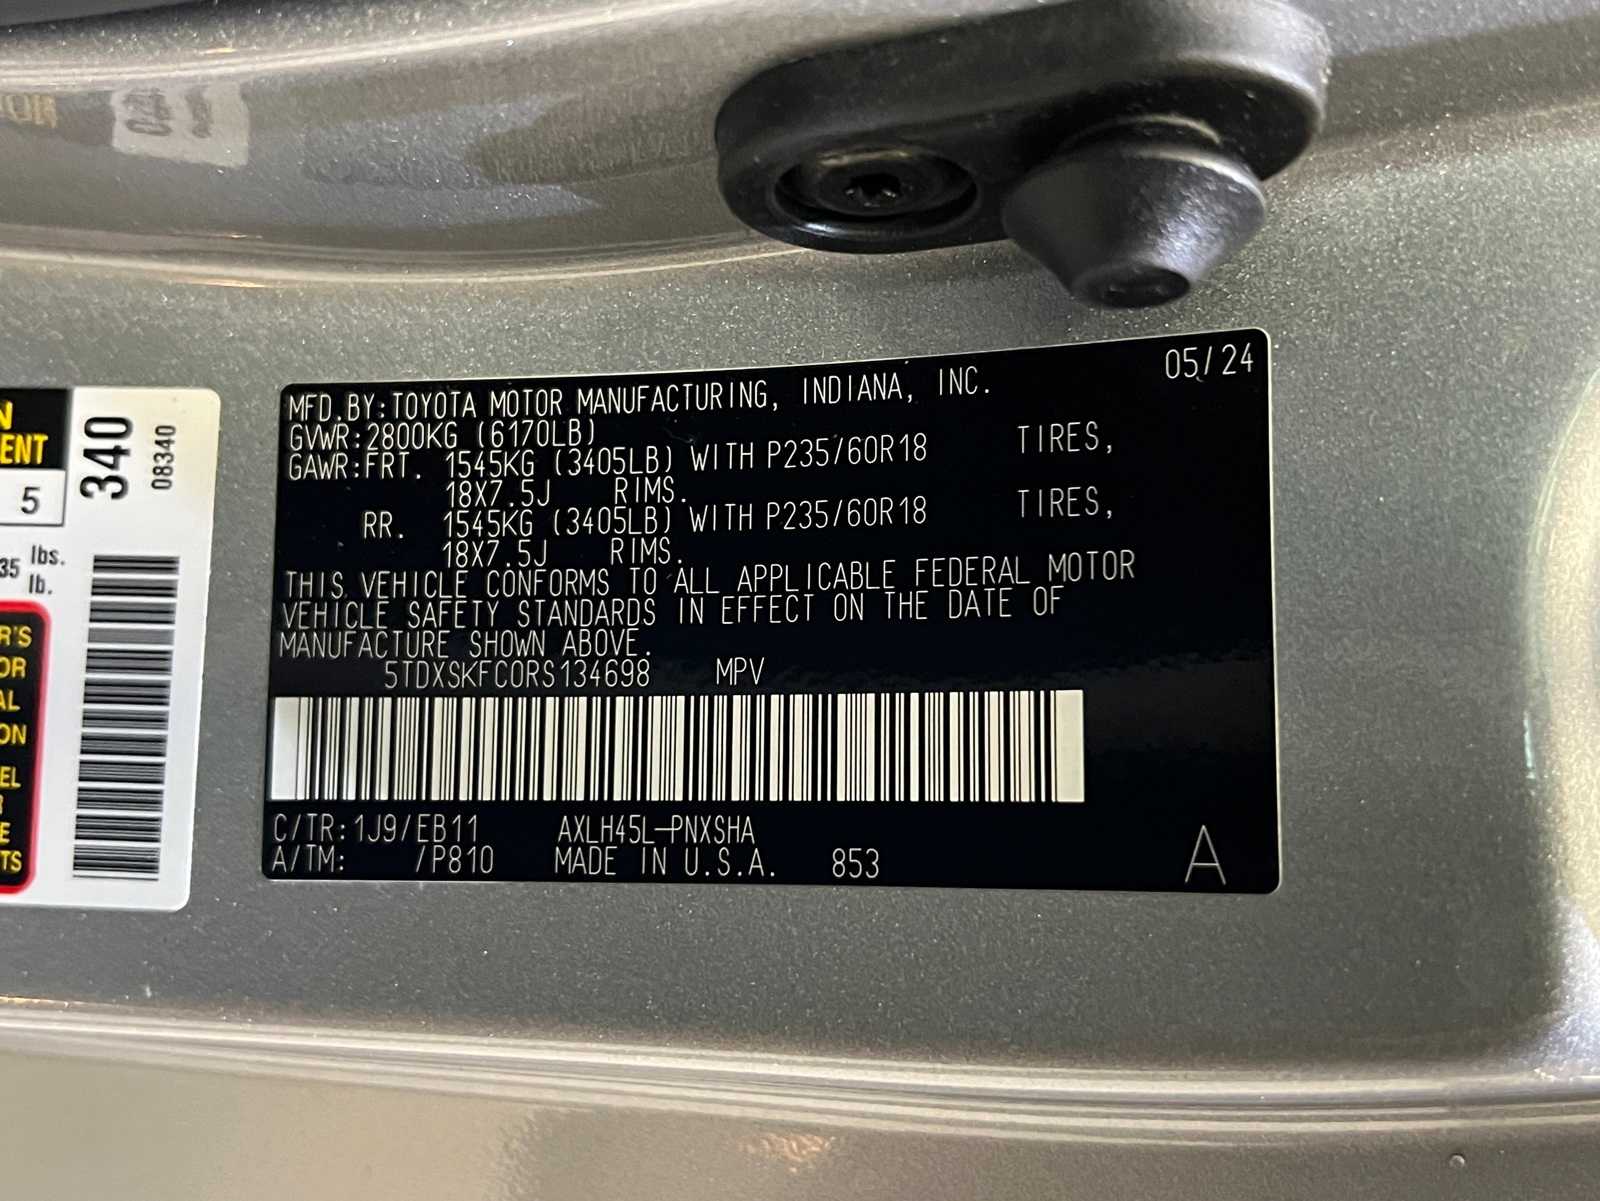 MFD.BY:TOYOTA MOTOR MANUFACTURING, INDIANA, INC. 05/24
GVWR:2800KG (6170LB)
GAWR:FRT. 1545KG (3405LB) WITH P235/60R18 TIRES,
18X7.5J RIMS.
RR. 1545KG (3405LB) WITH P235/60R18 TIRES,
18X7.5J RIMS.
THIS VEHICLE CONFORMS TO ALL APPLICABLE FEDERAL MOTOR
VEHICLE SAFETY STANDARDS IN EFFECT ON THE DATE OF
MANUFACTURE SHOWN ABOVE.
5TDXSKFC0RS134698 MPV
C/TR:1J9/EB11 AXLH45L-PNXSHA
A/TM: /P810 MADE IN U.S.A. 853 A
340
08340
5
35 lbs.
lb.